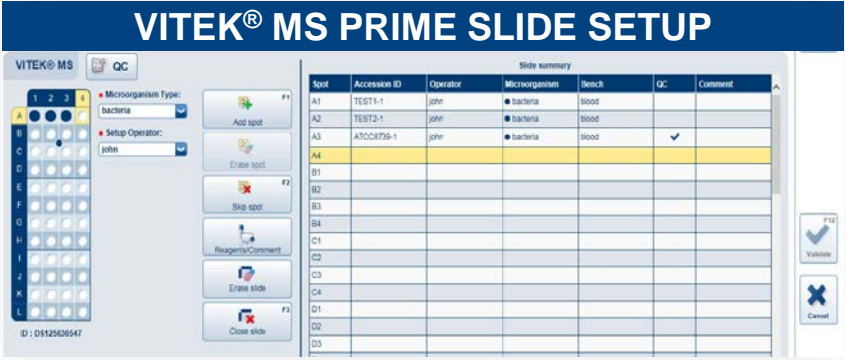 VITEK® MS PRIME SLIDE SETUP
VITEK® MS QC
Slide summary
1 2 3 4
A
B
C
D
E
F
G
H
I
J
K
L
ID : DS125636547
* Microorganism Type:
bacteria
* Setup Operator:
john
F1
Add spot
Erase spot
F2
Skip spot
Reagents/Comment
Erase slide
F3
Close slide
Spot Accession ID Operator Microorganism Bench QC Comment
A1 TEST1-1 john bacteria blood
A2 TEST2-1 john bacteria blood
A3 ATCC8739-1 john bacteria blood
A4
B1
B2
B3
B4
C1
C2
C3
C4
D1
D2
D3
F12
Validate
Cancel